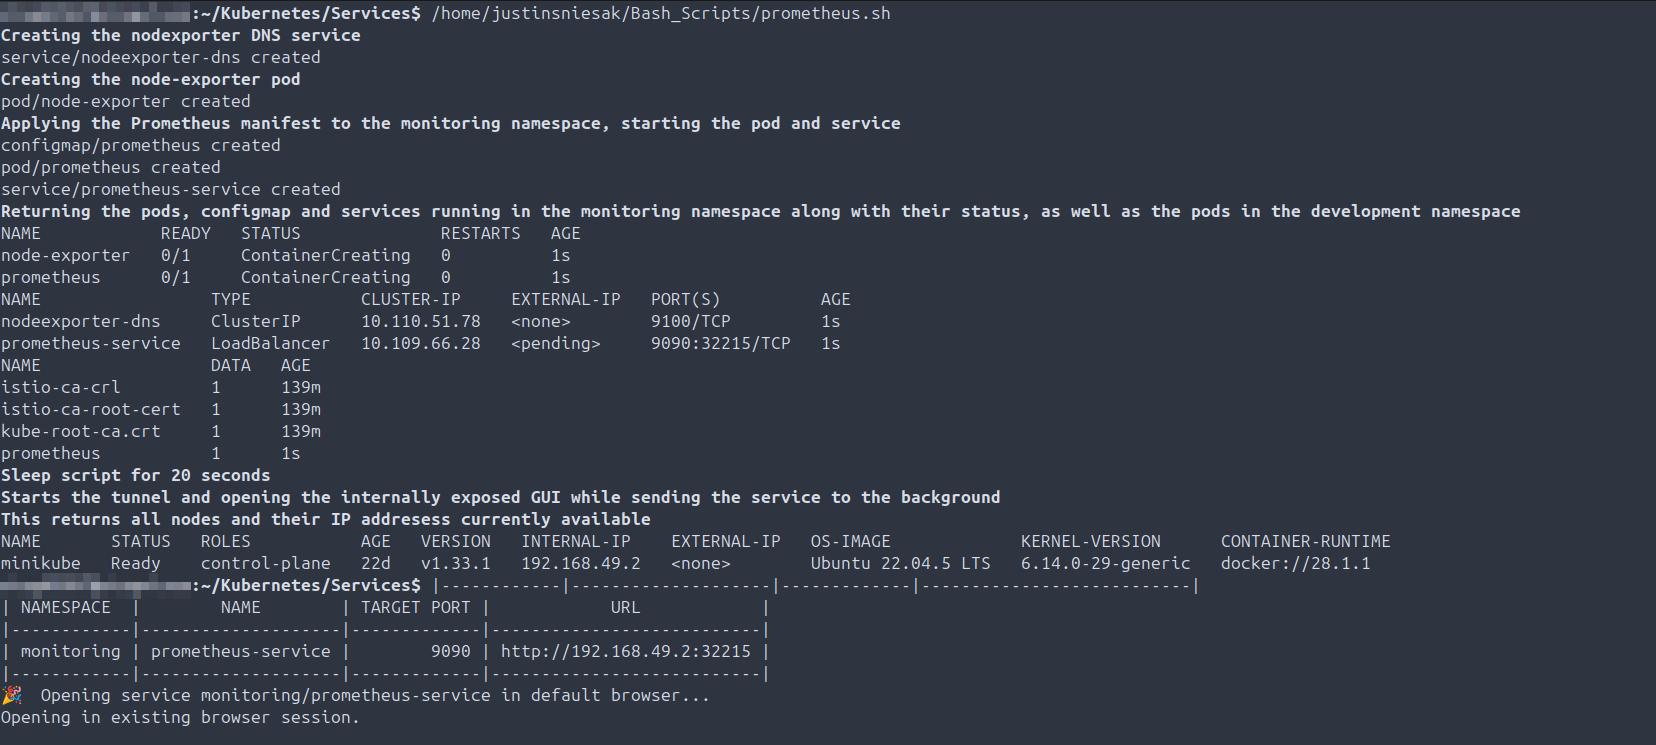 :~/Kubernetes/Services$ /home/justinsniesak/Bash_Scripts/prometheus.sh
Creating the nodexporter DNS service
service/nodeexporter-dns created
Creating the node-exporter pod
pod/node-exporter created
Applying the Prometheus manifest to the monitoring namespace, starting the pod and service
configmap/prometheus created
pod/prometheus created
service/prometheus-service created
Returning the pods, configmap and services running in the monitoring namespace along with their status, as well as the pods in the development namespace
NAME            READY   STATUS              RESTARTS   AGE
node-exporter   0/1     ContainerCreating   0          1s
prometheus      0/1     ContainerCreating   0          1s
NAME                 TYPE           CLUSTER-IP     EXTERNAL-IP   PORT(S)          AGE
nodeexporter-dns     ClusterIP      10.110.51.78   <none>        9100/TCP         1s
prometheus-service   LoadBalancer   10.109.66.28   <pending>     9090:32215/TCP   1s
NAME                 DATA   AGE
istio-ca-crl         1      139m
istio-ca-root-cert   1      139m
kube-root-ca.crt     1      139m
prometheus           1      1s
Sleep script for 20 seconds
Starts the tunnel and opening the internally exposed GUI while sending the service to the background
This returns all nodes and their IP addresess currently available
NAME       STATUS   ROLES           AGE   VERSION   INTERNAL-IP    EXTERNAL-IP   OS-IMAGE             KERNEL-VERSION      CONTAINER-RUNTIME
minikube   Ready    control-plane   22d   v1.33.1   192.168.49.2   <none>        Ubuntu 22.04.5 LTS   6.14.0-29-generic   docker://28.1.1
:~/Kubernetes/Services$ |------------|--------------------|-------------|---------------------------|
| NAMESPACE  |        NAME        | TARGET PORT |            URL            |
|------------|--------------------|-------------|---------------------------|
| monitoring | prometheus-service |        9090 | http://192.168.49.2:32215 |
|------------|--------------------|-------------|---------------------------|
🎉  Opening service monitoring/prometheus-service in default browser...
Opening in existing browser session.